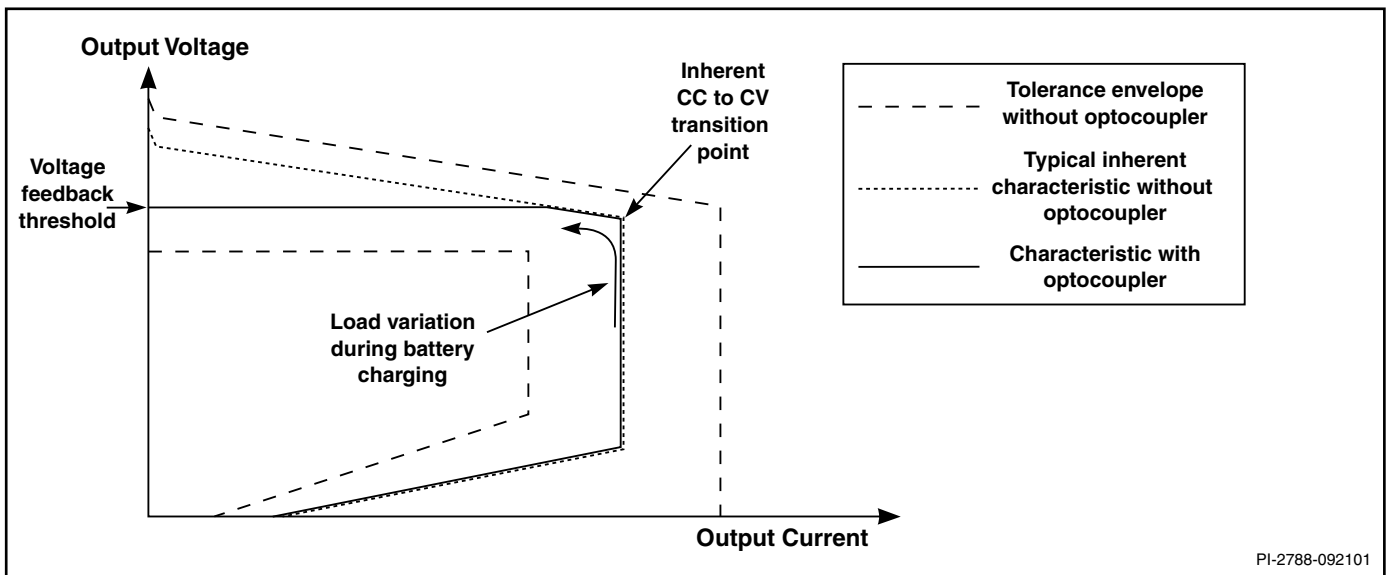 Output Voltage
Inherent
CC to CV
transition
point
Voltage
feedback
threshold
Load variation
during battery
charging
Output Current
Tolerance envelope
without optocoupler
Typical inherent
characteristic without
optocoupler
Characteristic with
optocoupler
PI-2788-092101